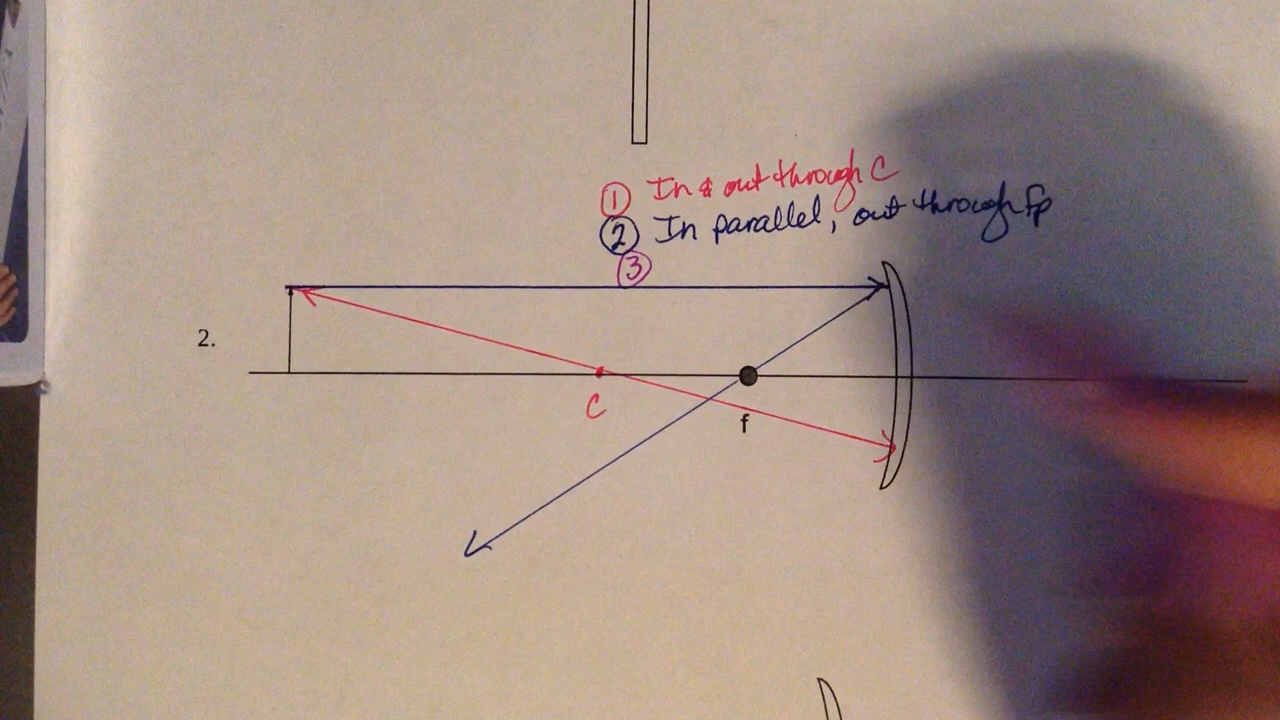 ① In & out through C
② In parallel, out through fp
③
2.
C
f